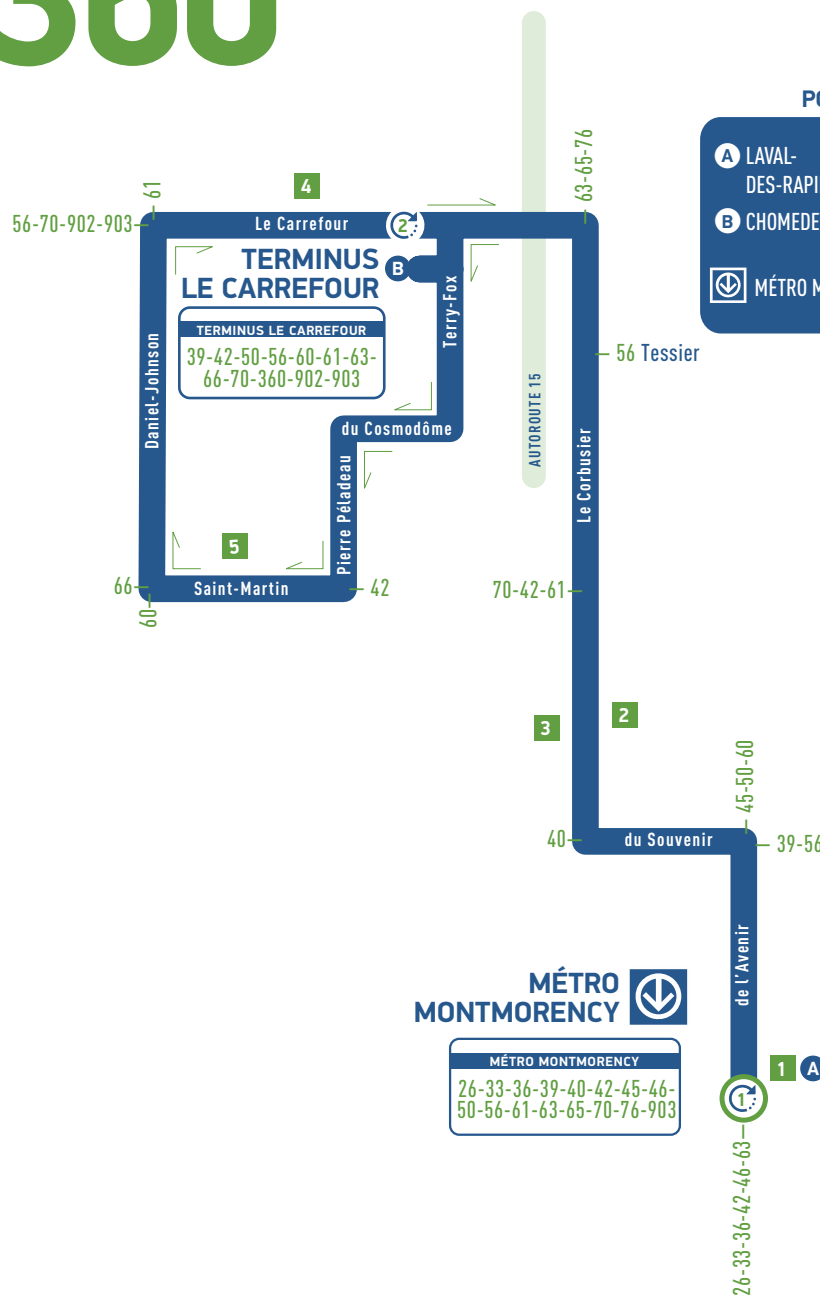 360
PO
A LAVAL-
DES-RAPI
B CHOMEDE
MÉTRO M
63-65-76
61
4
56-70-902-903
Le Carrefour
2
TERMINUS
LE CARREFOUR
B
TERMINUS LE CARREFOUR
39-42-50-56-60-61-63-
66-70-360-902-903
Terry-Fox
Daniel-Johnson
AUTOROUTE 15
56 Tessier
du Cosmodôme
Le Corbusier
Pierre Péladeau
5
66
60
Saint-Martin
42
70-42-61
3
2
45-50-60
40
du Souvenir
39-56
de l'Avenir
MÉTRO
MONTMORENCY
MÉTRO MONTMORENCY
26-33-36-39-40-42-45-46-
50-56-61-63-65-70-76-903
1
A
1
26-33-36-42-46-63